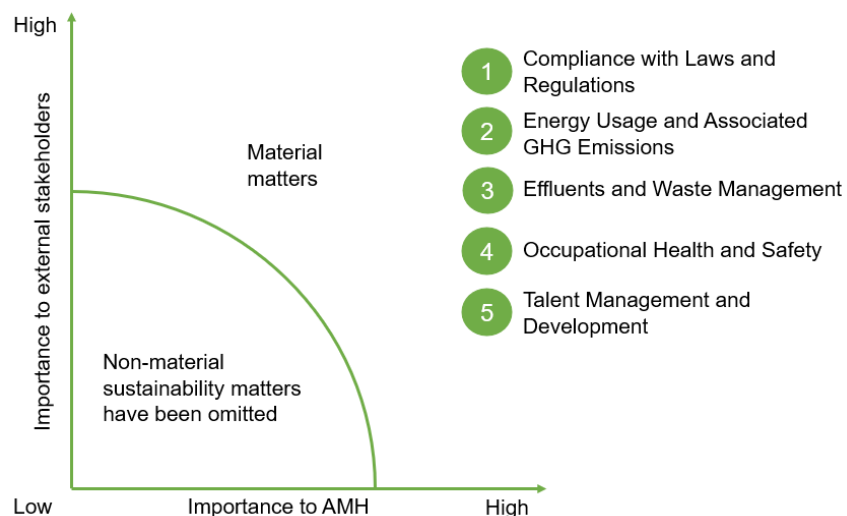 High
Importance to external stakeholders
Material
matters
Non-material
sustainability matters
have been omitted
Low
Importance to AMH
High
1
Compliance with Laws and
Regulations
2
Energy Usage and Associated
GHG Emissions
3
Effluents and Waste Management
4
Occupational Health and Safety
5
Talent Management and
Development